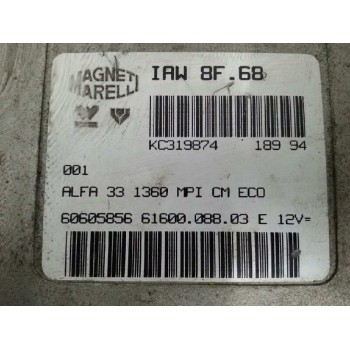 MAGNETI
MARELLI
IAW 8F.68
KC319874 189 94
001
ALFA 33 1360 MPI CM ECO
60605856 61600.088.03 E 12V=